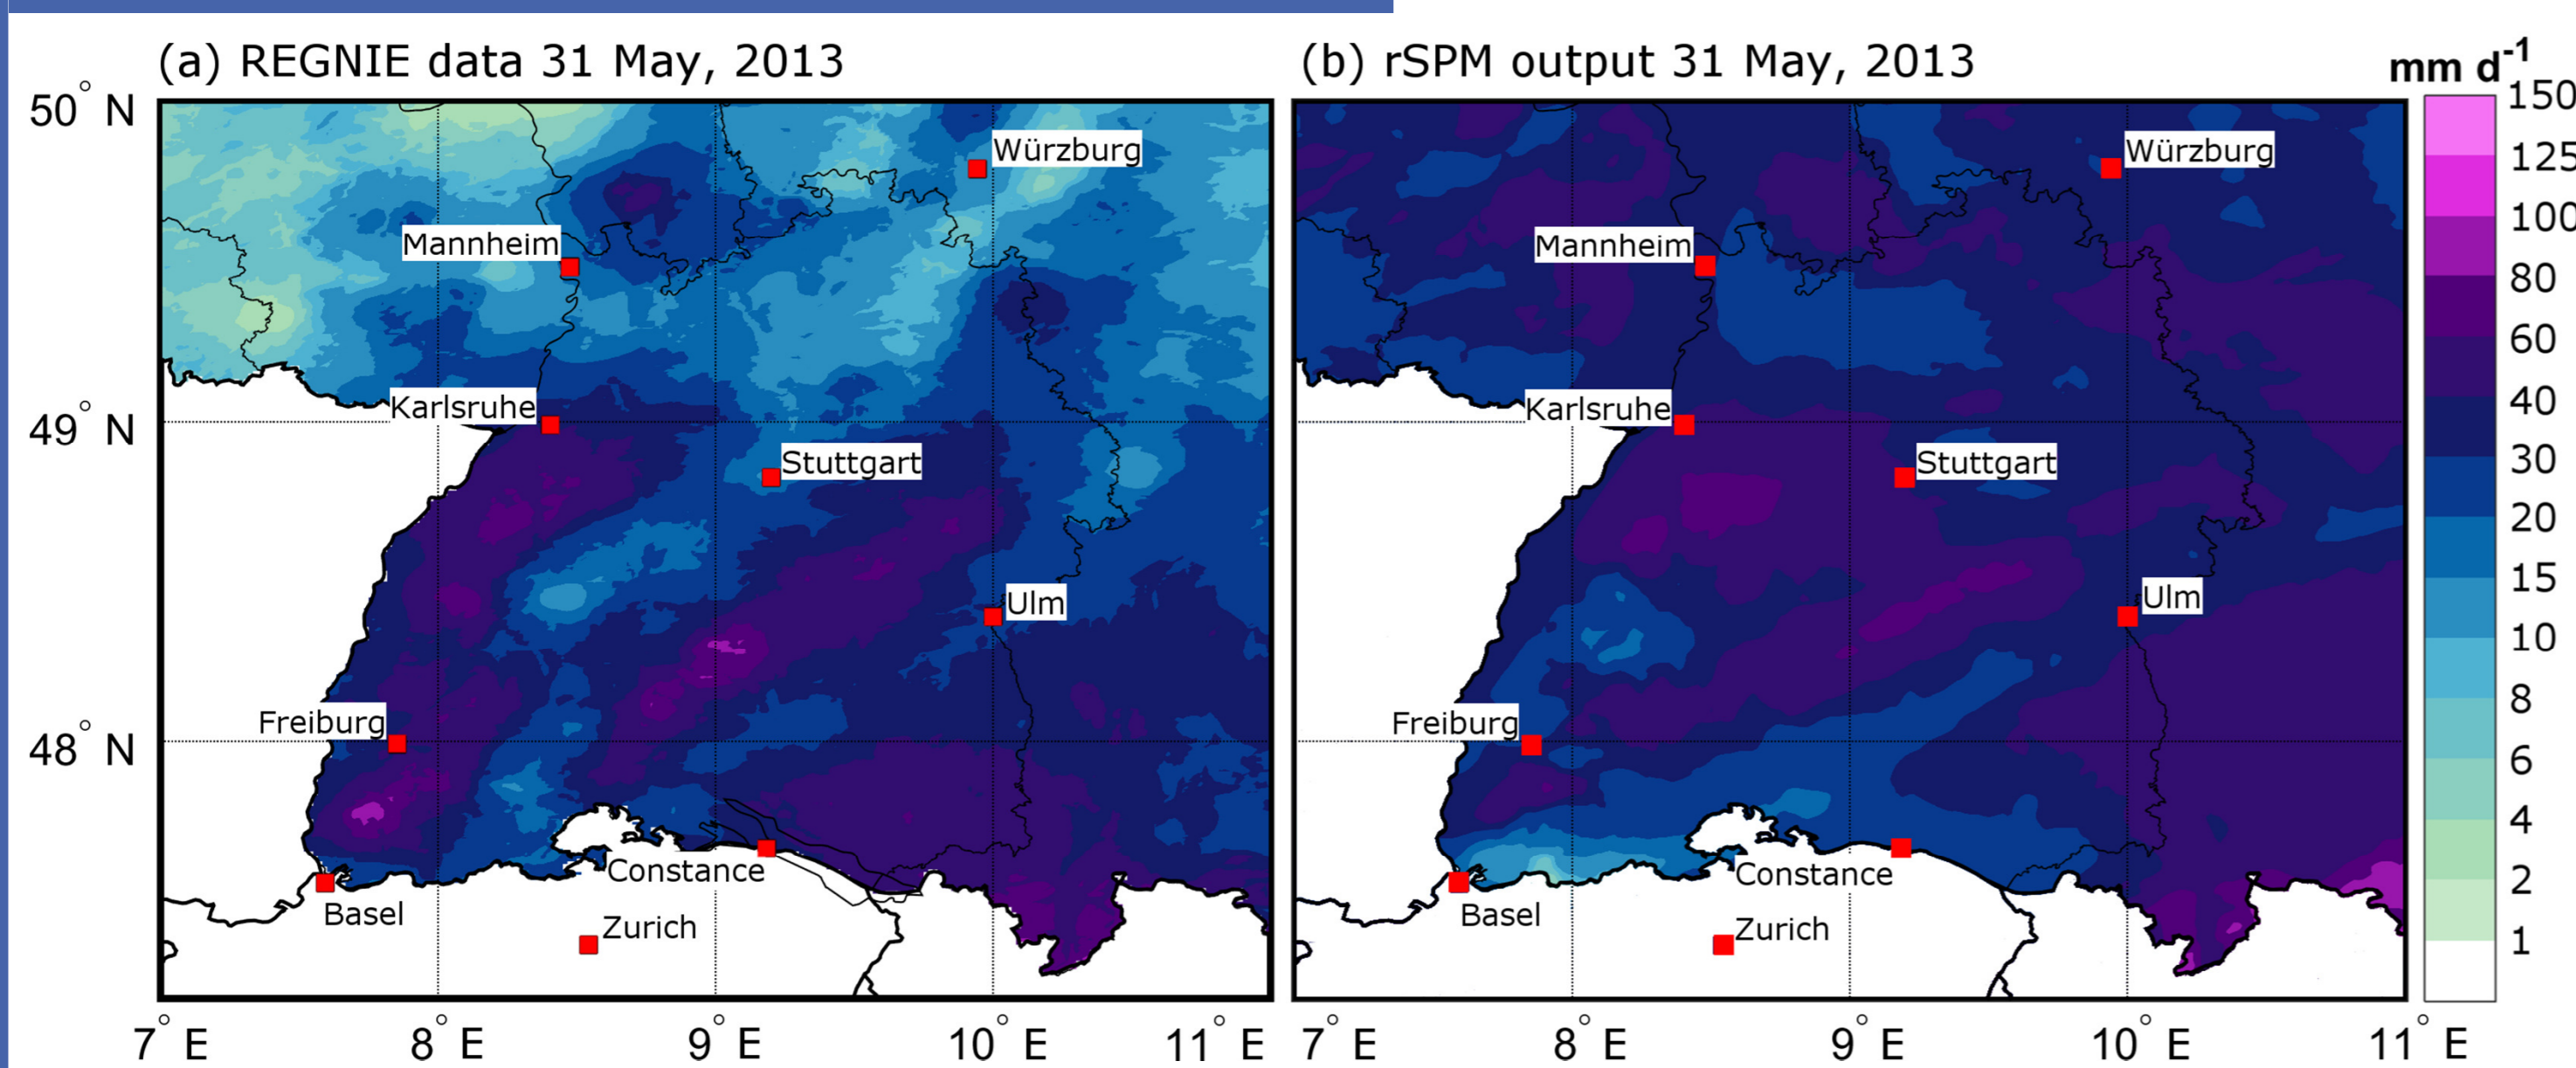 (a) REGNIE data 31 May, 2013
(b) rSPM output 31 May, 2013
mm d-1
50° N
49° N
48° N
Würzburg
Mannheim
Karlsruhe
Stuttgart
Ulm
Freiburg
Constance
Basel
Zurich
7° E
8° E
9° E
10° E
11° E
Würzburg
Mannheim
Karlsruhe
Stuttgart
Ulm
Freiburg
Constance
Basel
Zurich
7° E
8° E
9° E
10° E
11° E
150
125
100
80
60
40
30
20
15
10
8
6
4
2
1